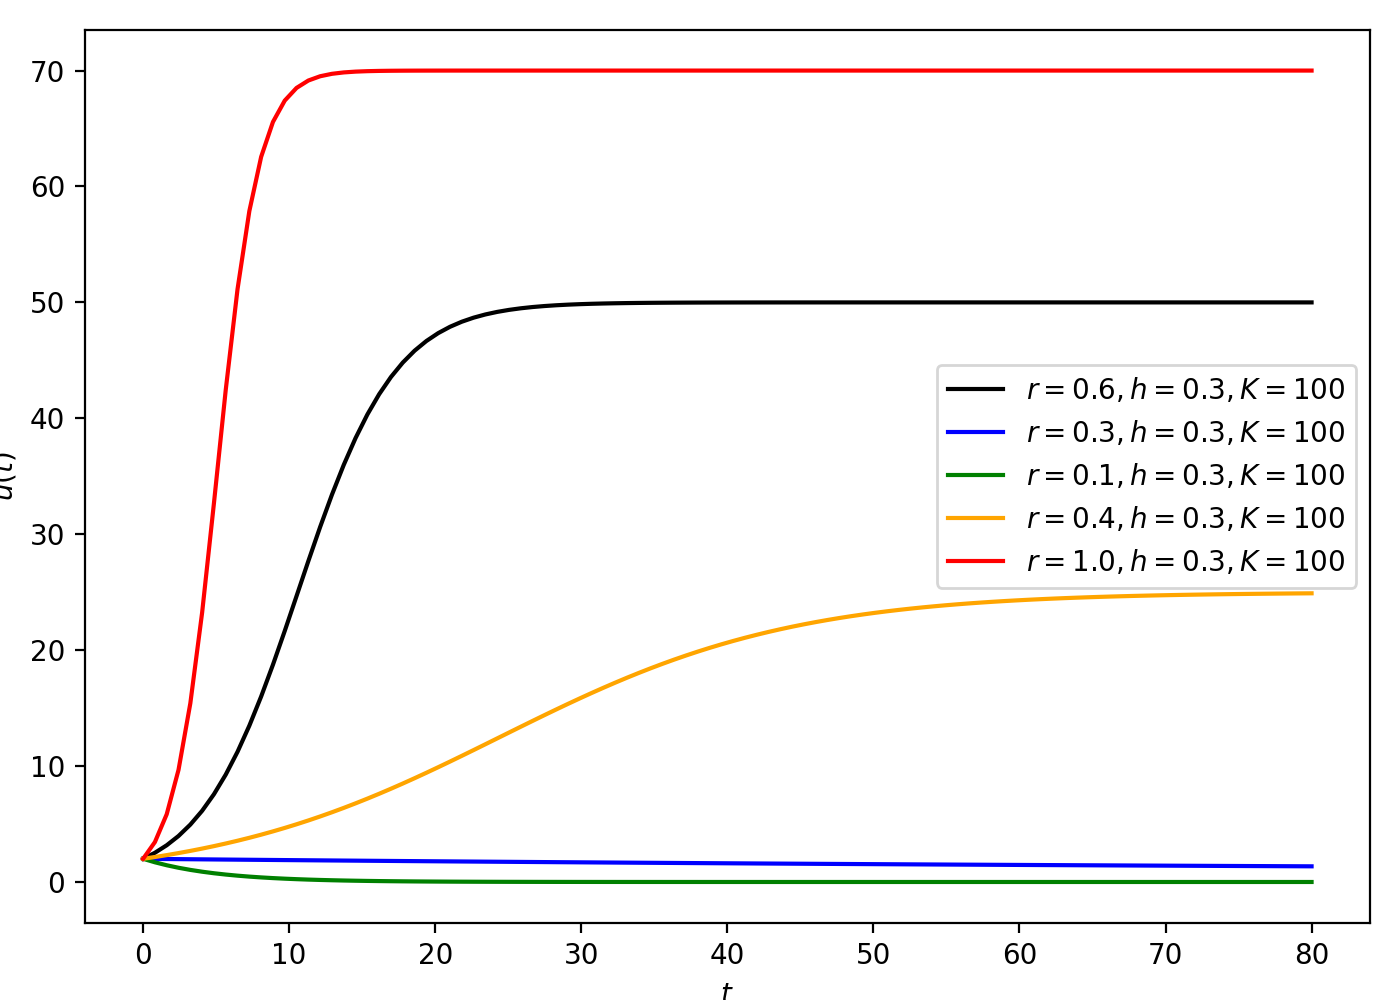 70
60
50
40
30
20
10
0
u(t)
r = 0.6, h = 0.3, K = 100
r = 0.3, h = 0.3, K = 100
r = 0.1, h = 0.3, K = 100
r = 0.4, h = 0.3, K = 100
r = 1.0, h = 0.3, K = 100
0 10 20 30 40 50 60 70 80
t